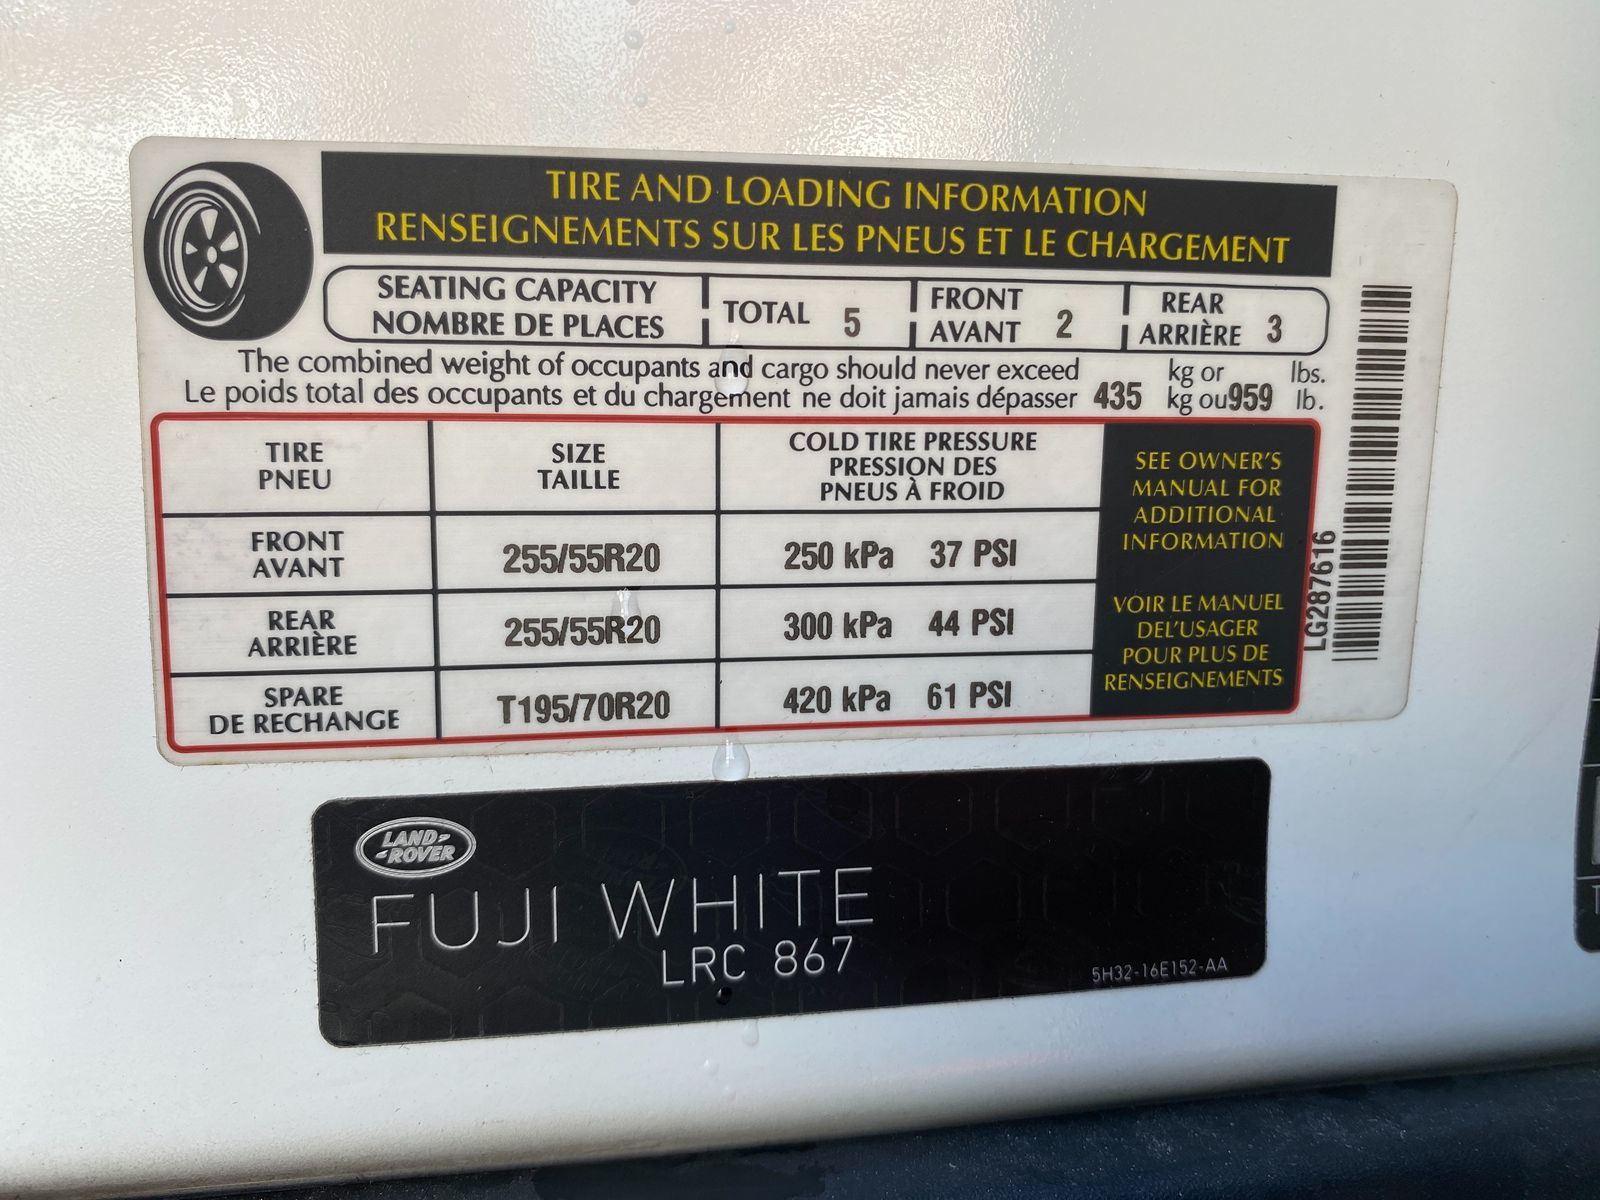 TIRE AND LOADING INFORMATION
RENSEIGNEMENTS SUR LES PNEUS ET LE CHARGEMENT
SEATING CAPACITY
NOMBRE DE PLACES
TOTAL 5
FRONT
AVANT 2
REAR
ARRIÈRE 3
The combined weight of occupants and cargo should never exceed kg or lbs.
Le poids total des occupants et du chargement ne doit jamais dépasser 435 kg ou 959 lb.
TIRE
PNEU
SIZE
TAILLE
COLD TIRE PRESSURE
PRESSION DES
PNEUS À FROID
FRONT
AVANT
255/55R20
250 kPa 37 PSI
REAR
ARRIÈRE
255/55R20
300 kPa 44 PSI
SPARE
DE RECHANGE
T195/70R20
420 kPa 61 PSI
SEE OWNER'S
MANUAL FOR
ADDITIONAL
INFORMATION
VOIR LE MANUEL
DEL'USAGER
POUR PLUS DE
RENSEIGNEMENTS
LG287616
LAND-
-ROVER
FUJI WHITE
LRC 867
5H32-16E152-AA